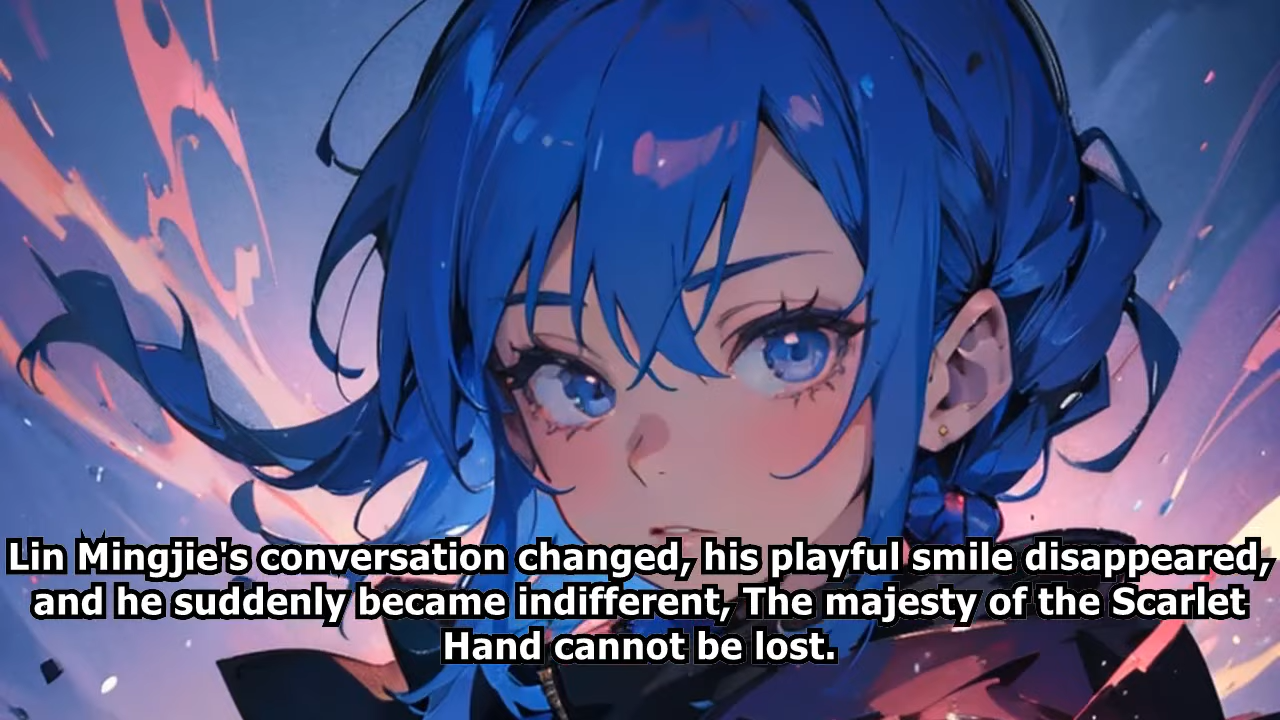 Lin Mingjie's conversation changed, his playful smile disappeared,
and he suddenly became indifferent, The majesty of the Scarlet
Hand cannot be lost.